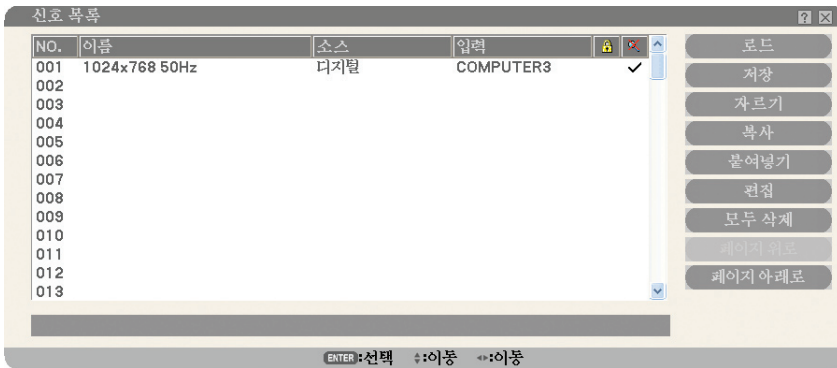 신호 목록
NO. 이름 소스 입력
001 1024x768 50Hz 디지털 COMPUTER3
002
003
004
005
006
007
008
009
010
011
012
013
로드
저장
자르기
복사
붙여넣기
편집
모두 삭제
페이지 위로
페이지 아래로
ENTER:선택 :이동 :이동